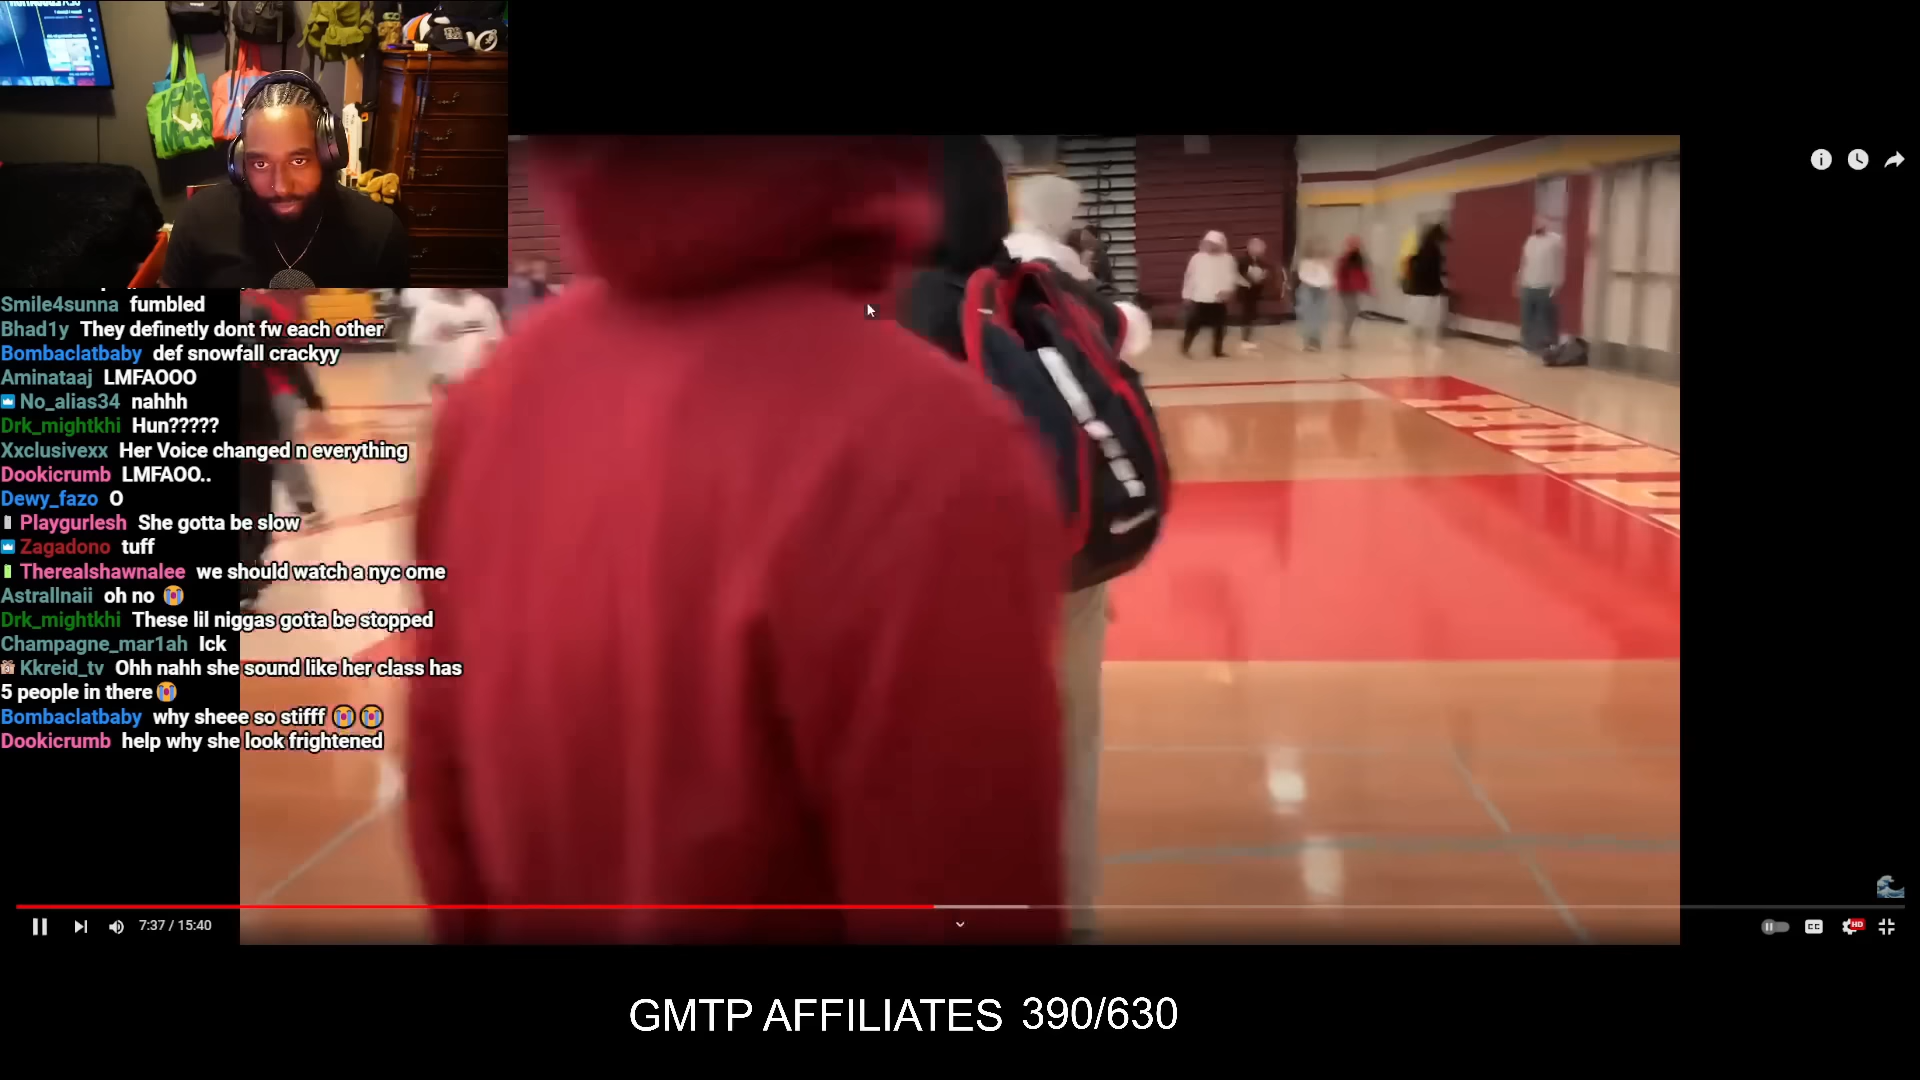 Smile4sunna fumbled
Bhad1y They definetly dont fw each other
Bombaclatbaby def snowfall crackyy
Aminataaj LMFAOOO
No_alias34 nahhh
Drk_mightkhi Hun?????
Xxclusivexx Her Voice changed n everything
Dookicrumb LMFAOO..
Dewy_fazo O
Playgurlesh She gotta be slow
Zagadono tuff
Therealshawnalee we should watch a nyc ome
Astrallnaii oh no 😭
Drk_mightkhi These lil niggas gotta be stopped
Champagne_mar1ah Ick
Kkreid_tv Ohh nahh she sound like her class has
5 people in there😭
Bombaclatbaby why sheee so stifff 😭😭
Dookicrumb help why she look frightened
7:37 / 15:40
CC
HD
GMTP AFFILIATES 390/630